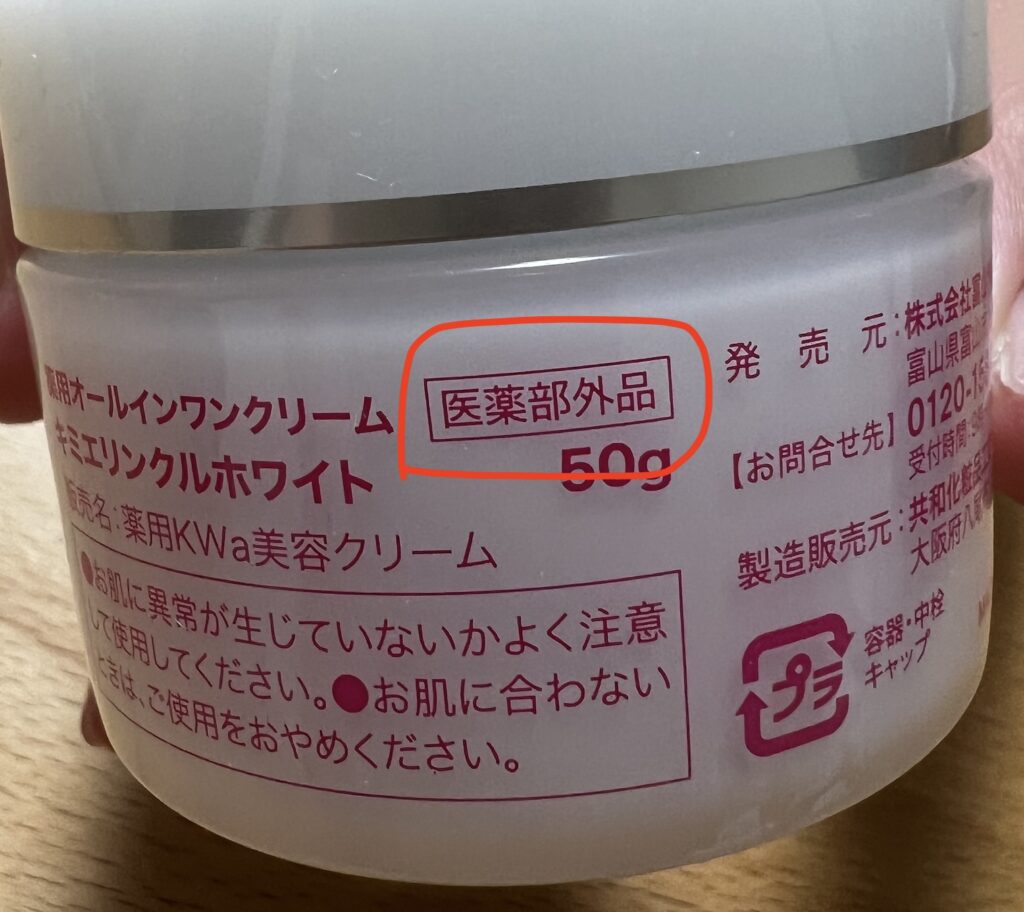 薬用オールインワンクリーム
キミエリンクルホワイト
医薬部外品
50g
販売名:薬用KWa美容クリーム
●お肌に異常が生じていないかよく注意
して使用してください。●お肌に合わない
ときは、ご使用をおやめください。
発売元:株式会社富
富山県富山市
【お問合せ先】0120-1
受付時間:
製造販売元:共和化粧品
大阪府八尾
プラ
容器・中栓
キャップ